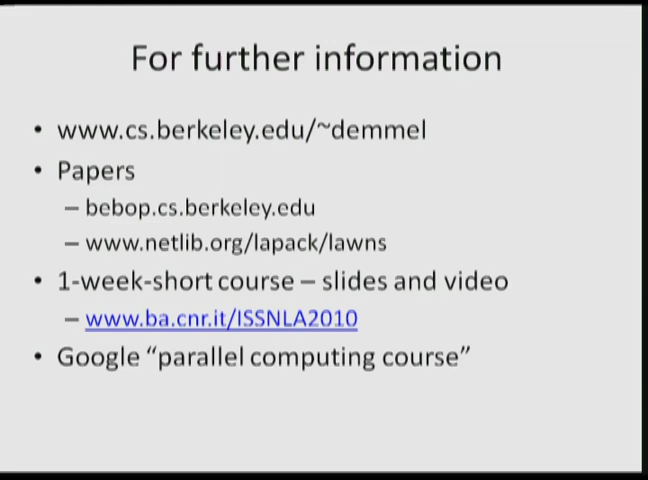 For further information
• www.cs.berkeley.edu/~demmel
• Papers
– bebop.cs.berkeley.edu
– www.netlib.org/lapack/lawns
• 1-week-short course – slides and video
– www.ba.cnr.it/ISSNLA2010
• Google “parallel computing course”